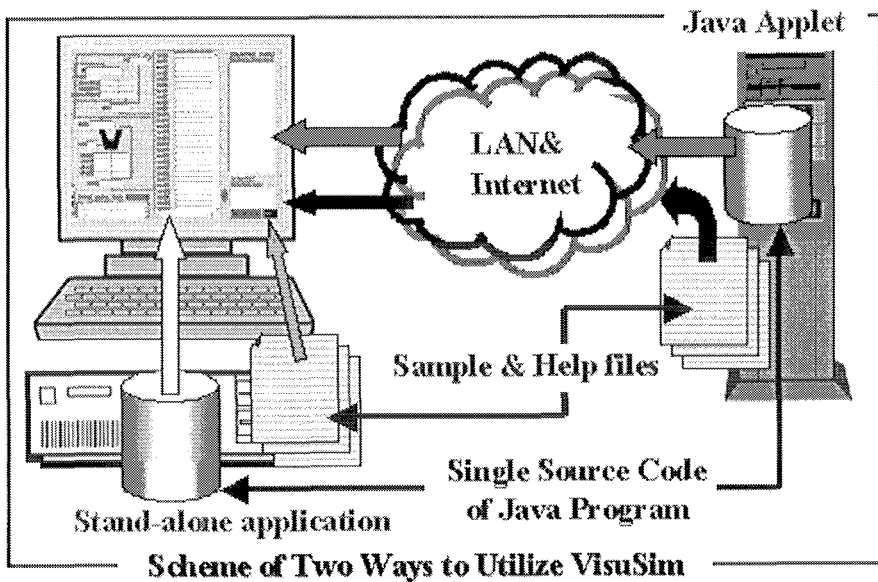 Java Applet
LAN&
Internet
Sample & Help files
Single Source Code
of Java Program
Stand-alone application
Scheme of Two Ways to Utilize VisuSim